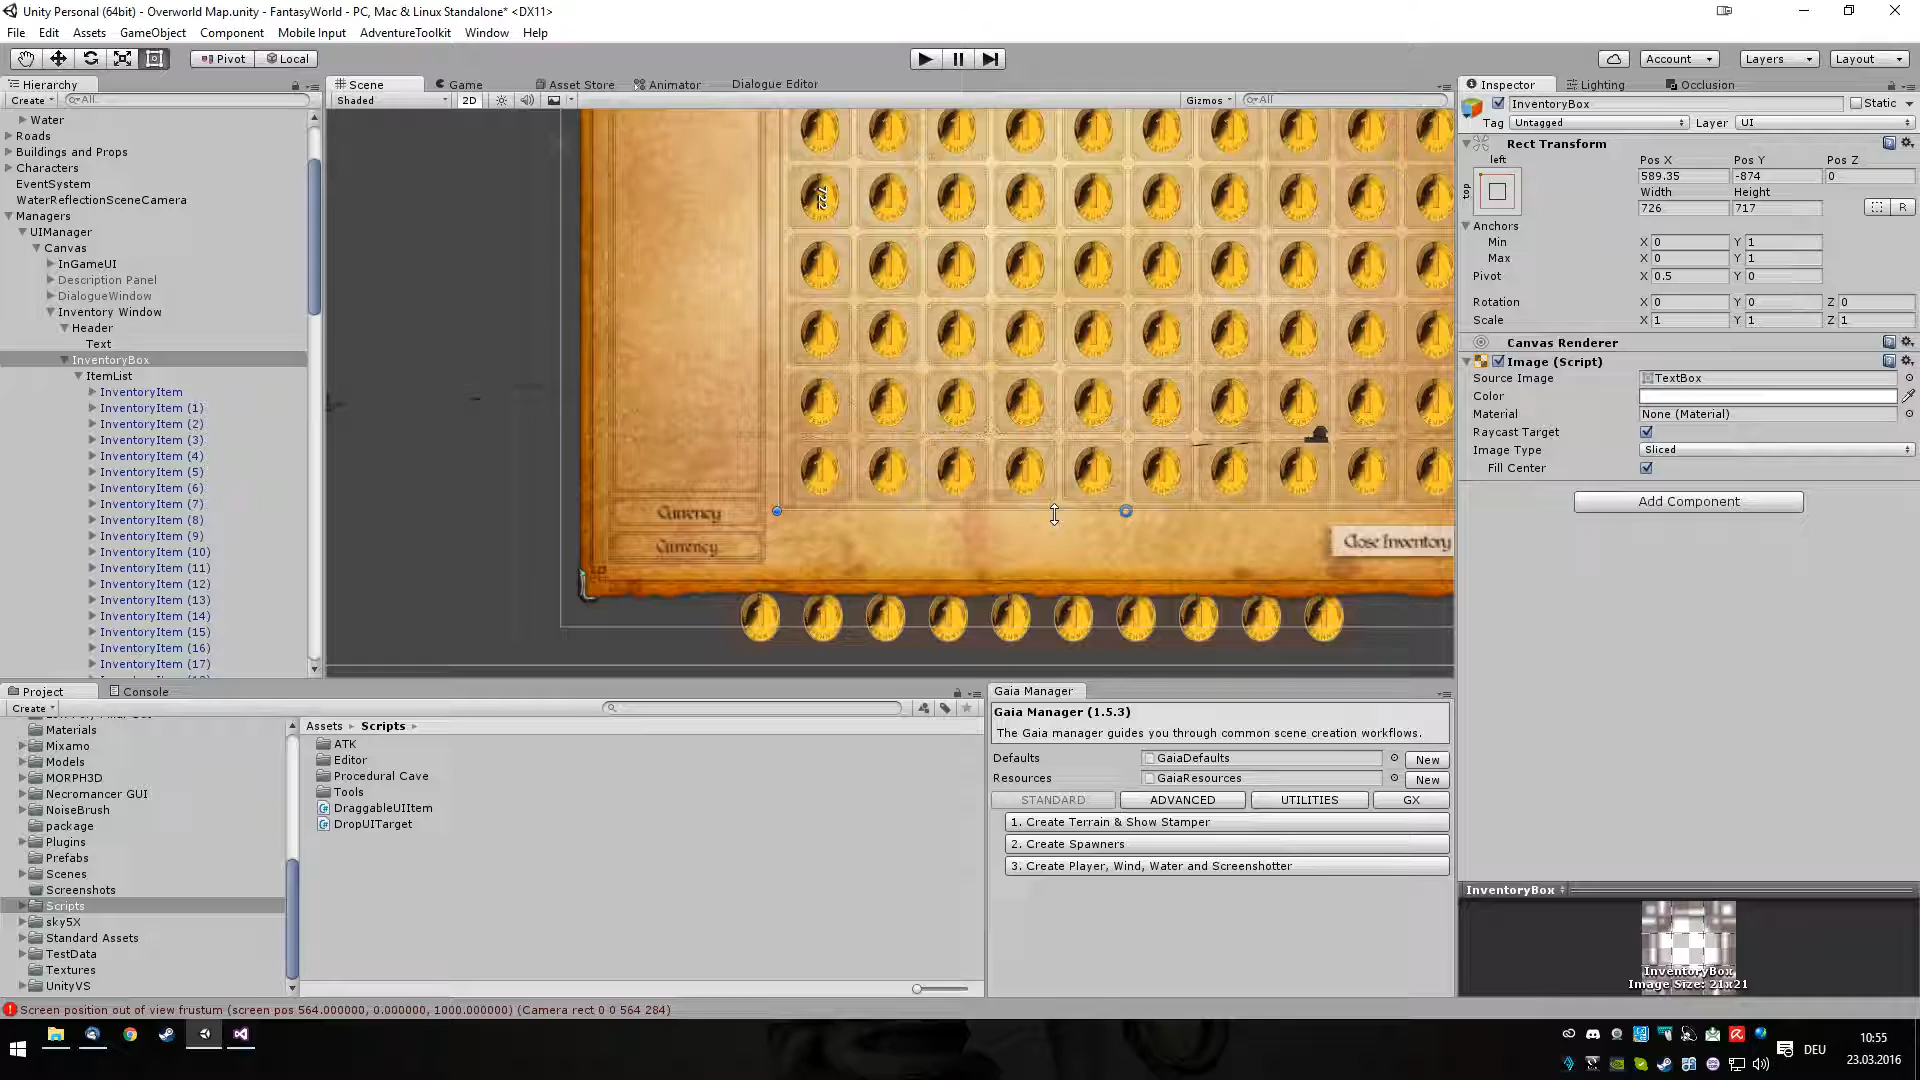 Unity Personal (64bit) - Overworld Map.unity - FantasyWorld - PC, Mac & Linux Standalone* <DX11>
File Edit Assets GameObject Component Mobile Input AdventureToolkit Window Help
Pivot Local Account Layers Layout
Hierarchy
Create All
Water
Roads
Buildings and Props
Characters
EventSystem
WaterReflectionSceneCamera
Managers
UIManager
Canvas
InGameUI
Description Panel
DialogueWindow
Inventory Window
Header
Text
InventoryBox
ItemList
InventoryItem
InventoryItem (1)
InventoryItem (2)
InventoryItem (3)
InventoryItem (4)
InventoryItem (5)
InventoryItem (6)
InventoryItem (7)
InventoryItem (8)
InventoryItem (9)
InventoryItem (10)
InventoryItem (11)
InventoryItem (12)
InventoryItem (13)
InventoryItem (14)
InventoryItem (15)
InventoryItem (16)
InventoryItem (17)
Scene Game Asset Store Animator Dialogue Editor
Shaded 2D Gizmos All
Currency
Currency
Close Inventory
Inspector Lighting Occlusion
InventoryBox Static
Tag Untagged Layer UI
Rect Transform
left
top
Pos X Pos Y Pos Z
589.35 -874 0
Width Height
726 717 R
Anchors
Min X 0 Y 1
Max X 0 Y 1
Pivot X 0.5 Y 0
Rotation X 0 Y 0 Z 0
Scale X 1 Y 1 Z 1
Canvas Renderer
Image (Script)
Source Image TextBox
Color
Material None (Material)
Raycast Target
Image Type Sliced
Fill Center
Add Component
InventoryBox
InventoryBox
Image Size: 21x21
Project Console
Create
Materials
Mixamo
Models
MORPH3D
Necromancer GUI
NoiseBrush
package
Plugins
Prefabs
Scenes
Screenshots
Scripts
sky5X
Standard Assets
TestData
Textures
UnityVS
Assets Scripts
ATK
Editor
Procedural Cave
Tools
DraggableUIItem
DropUITarget
Gaia Manager
Gaia Manager (1.5.3)
The Gaia manager guides you through common scene creation workflows.
Defaults GaiaDefaults New
Resources GaiaResources New
STANDARD ADVANCED UTILITIES GX
1. Create Terrain & Show Stamper
2. Create Spawners
3. Create Player, Wind, Water and Screenshotter
Screen position out of view frustum (screen pos 564.000000, 0.000000, 1000.000000) (Camera rect 0 0 564 284)
DEU
10:55
23.03.2016